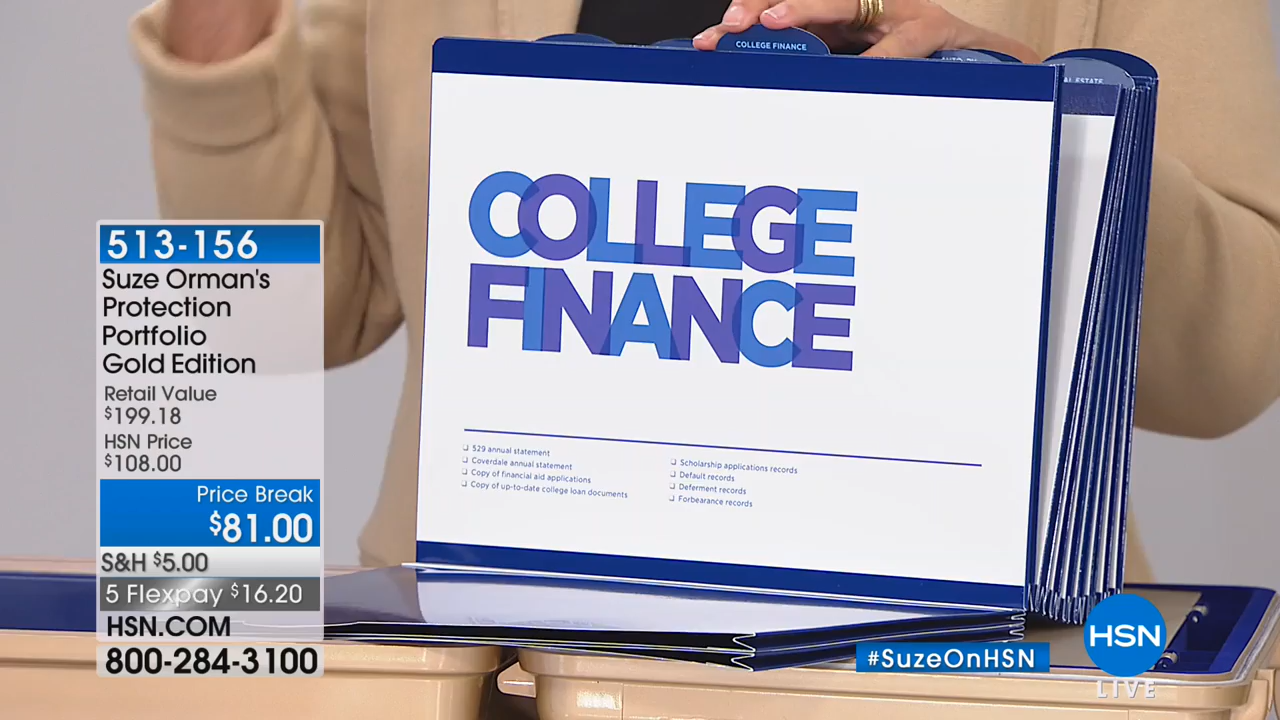 COLLEGE FINANCE
COLLEGE
FINANCE
529 annual statement
Coverdale annual statement
Copy of financial aid applications
Copy of up-to-date college loan documents
Scholarship applications records
Default records
Deferment records
Forbearance records
513-156
Suze Orman's
Protection
Portfolio
Gold Edition
Retail Value
$199.18
HSN Price
$108.00
Price Break
$81.00
S&H $5.00
5 Flexpay $16.20
HSN.COM
800-284-3100
#SuzeOnHSN
HSN
LIVE